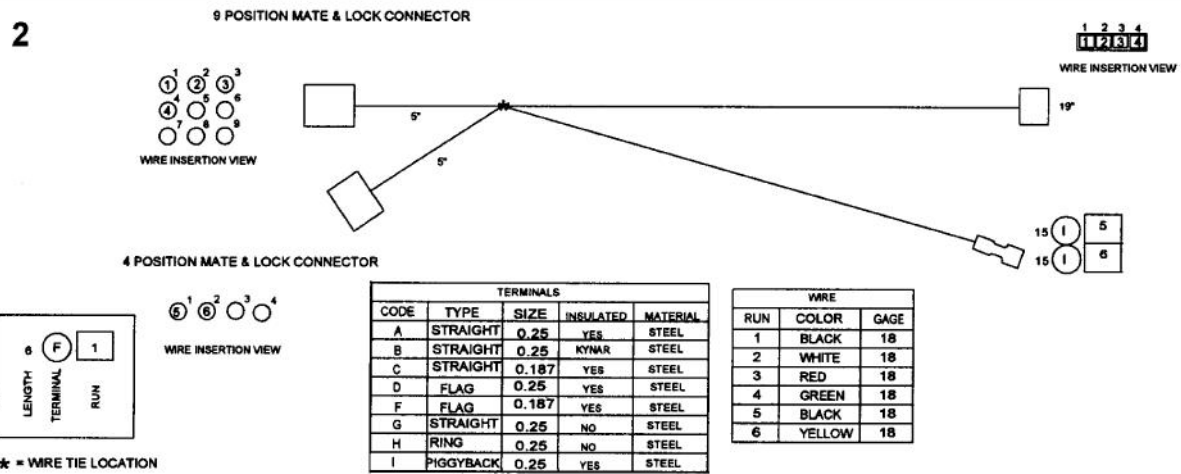 2
9 POSITION MATE & LOCK CONNECTOR
1 2 3
1 2 3
4 5 6
4
7 8 9
WIRE INSERTION VIEW
5"
5"
1 2 3 4
1 2 3 4
WIRE INSERTION VIEW
19"
15 I 5
15 I 6
4 POSITION MATE & LOCK CONNECTOR
1 2 3 4
5 6
WIRE INSERTION VIEW
6 F 1
LENGTH TERMINAL RUN
* = WIRE TIE LOCATION
TERMINALS
CODE TYPE SIZE INSULATED MATERIAL
A STRAIGHT 0.25 YES STEEL
B STRAIGHT 0.25 KYNAR STEEL
C STRAIGHT 0.187 YES STEEL
D FLAG 0.25 YES STEEL
F FLAG 0.187 YES STEEL
G STRAIGHT 0.25 NO STEEL
H RING 0.25 NO STEEL
I PIGGYBACK 0.25 YES STEEL
WIRE
RUN COLOR GAGE
1 BLACK 18
2 WHITE 18
3 RED 18
4 GREEN 18
5 BLACK 18
6 YELLOW 18